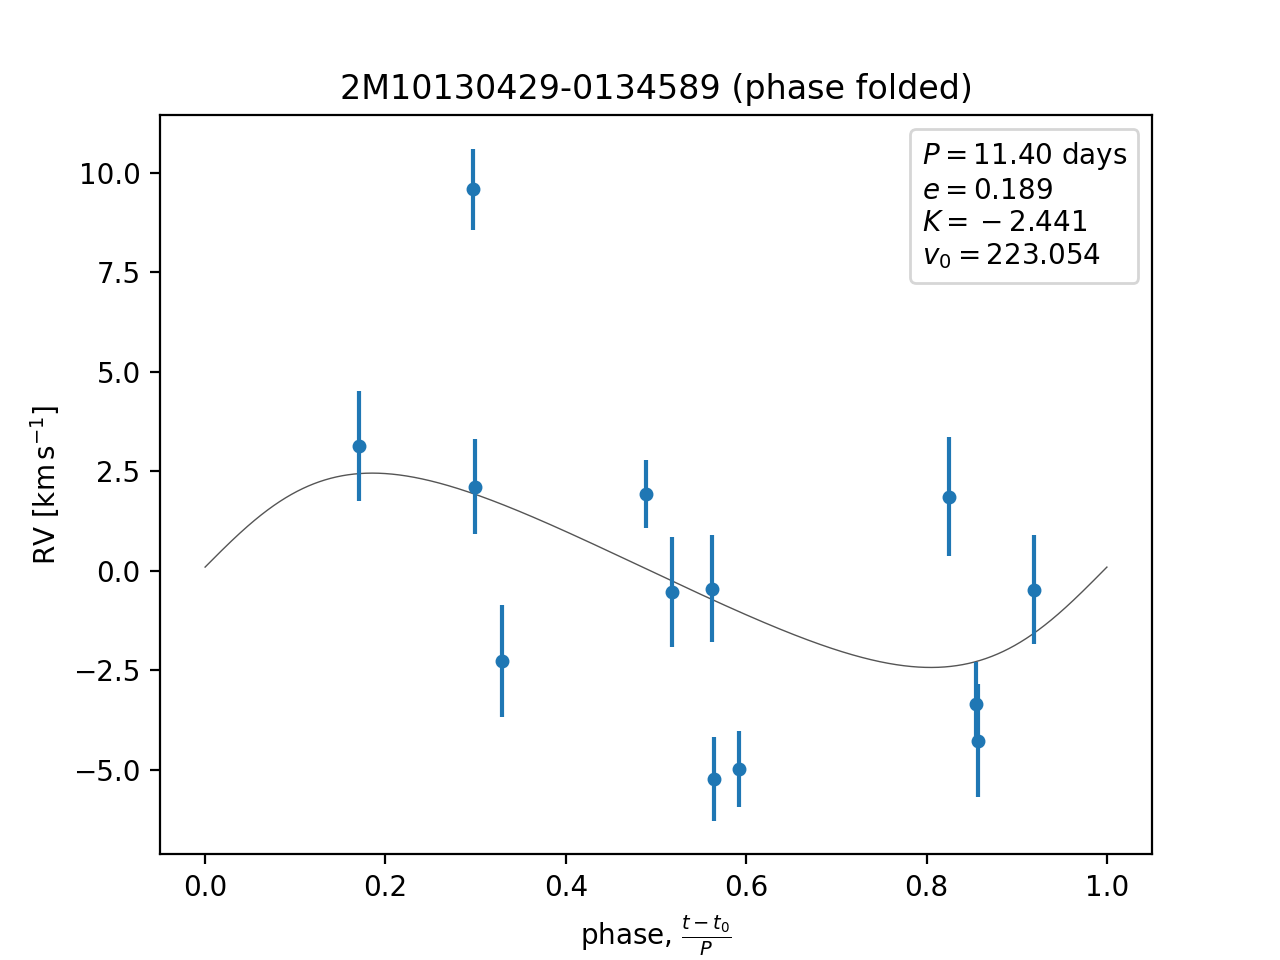 2M10130429-0134589 (phase folded)
P = 11.40 days
e = 0.189
K = −2.441
v₀ = 223.054
RV [km s⁻¹]
10.0
7.5
5.0
2.5
0.0
−2.5
−5.0
0.0 0.2 0.4 0.6 0.8 1.0
phase, (t − t₀)/P